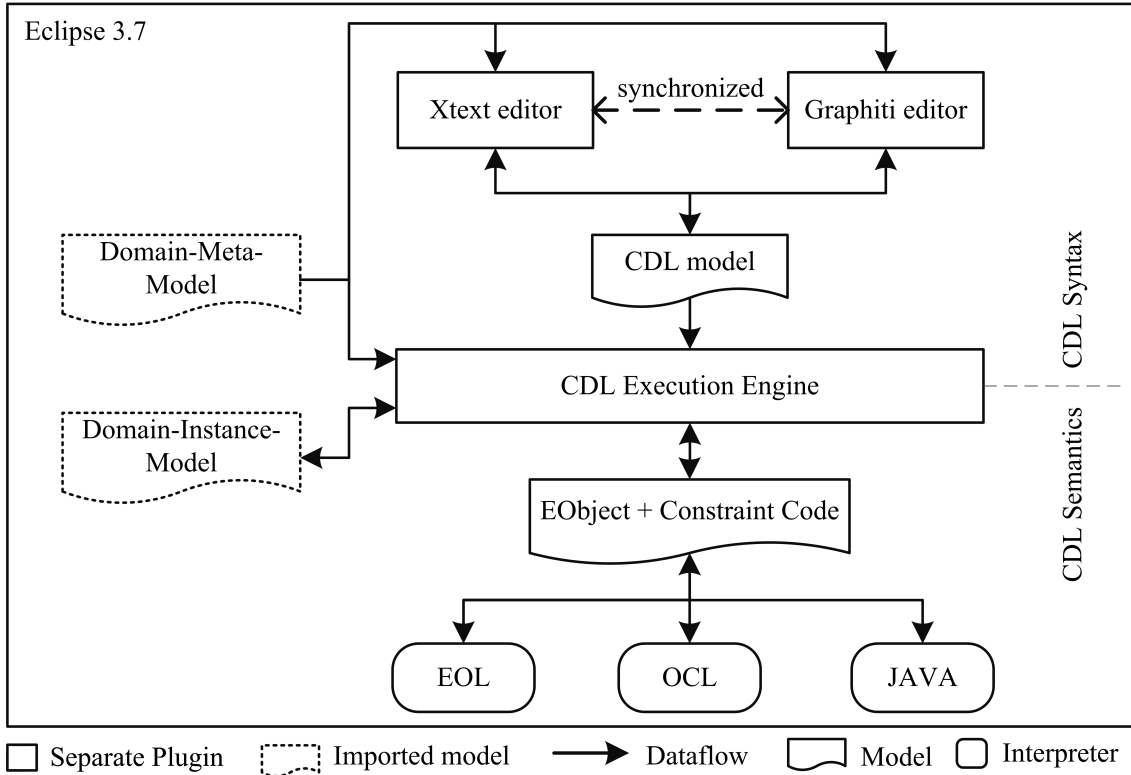 Eclipse 3.7
Xtext editor
synchronized
Graphiti editor
Domain-Meta-
Model
CDL model
CDL Syntax
CDL Execution Engine
Domain-Instance-
Model
CDL Semantics
EObject + Constraint Code
EOL
OCL
JAVA
Separate Plugin
Imported model
Dataflow
Model
Interpreter